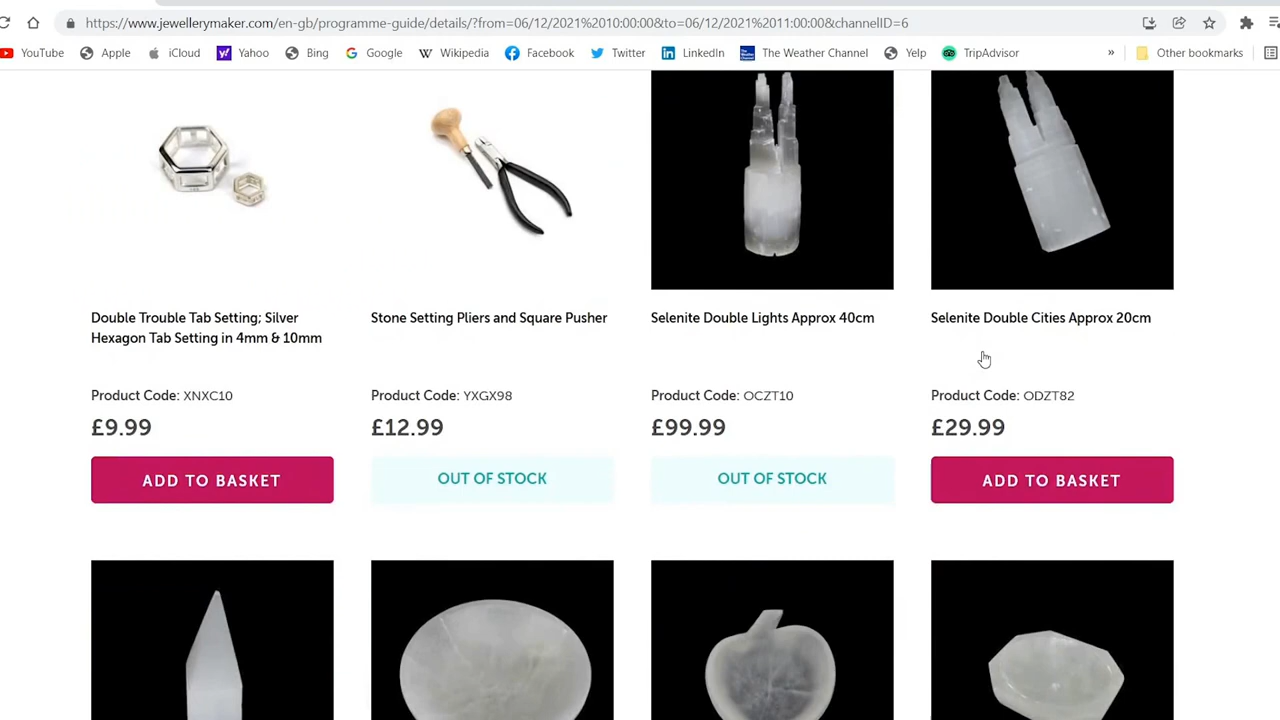 https://www.jewellerymaker.com/en-gb/programme-guide/details/?from=06/12/2021%2010:00:00&to=06/12/2021%2011:00:00&channelID=6
YouTube Apple iCloud Yahoo Bing Google Wikipedia Facebook Twitter LinkedIn The Weather Channel Yelp TripAdvisor » Other bookmarks
Double Trouble Tab Setting; Silver
Hexagon Tab Setting in 4mm & 10mm
Product Code: XNXC10
£9.99
ADD TO BASKET
Stone Setting Pliers and Square Pusher
Product Code: YXGX98
£12.99
OUT OF STOCK
Selenite Double Lights Approx 40cm
Product Code: OCZT10
£99.99
OUT OF STOCK
Selenite Double Cities Approx 20cm
Product Code: ODZT82
£29.99
ADD TO BASKET